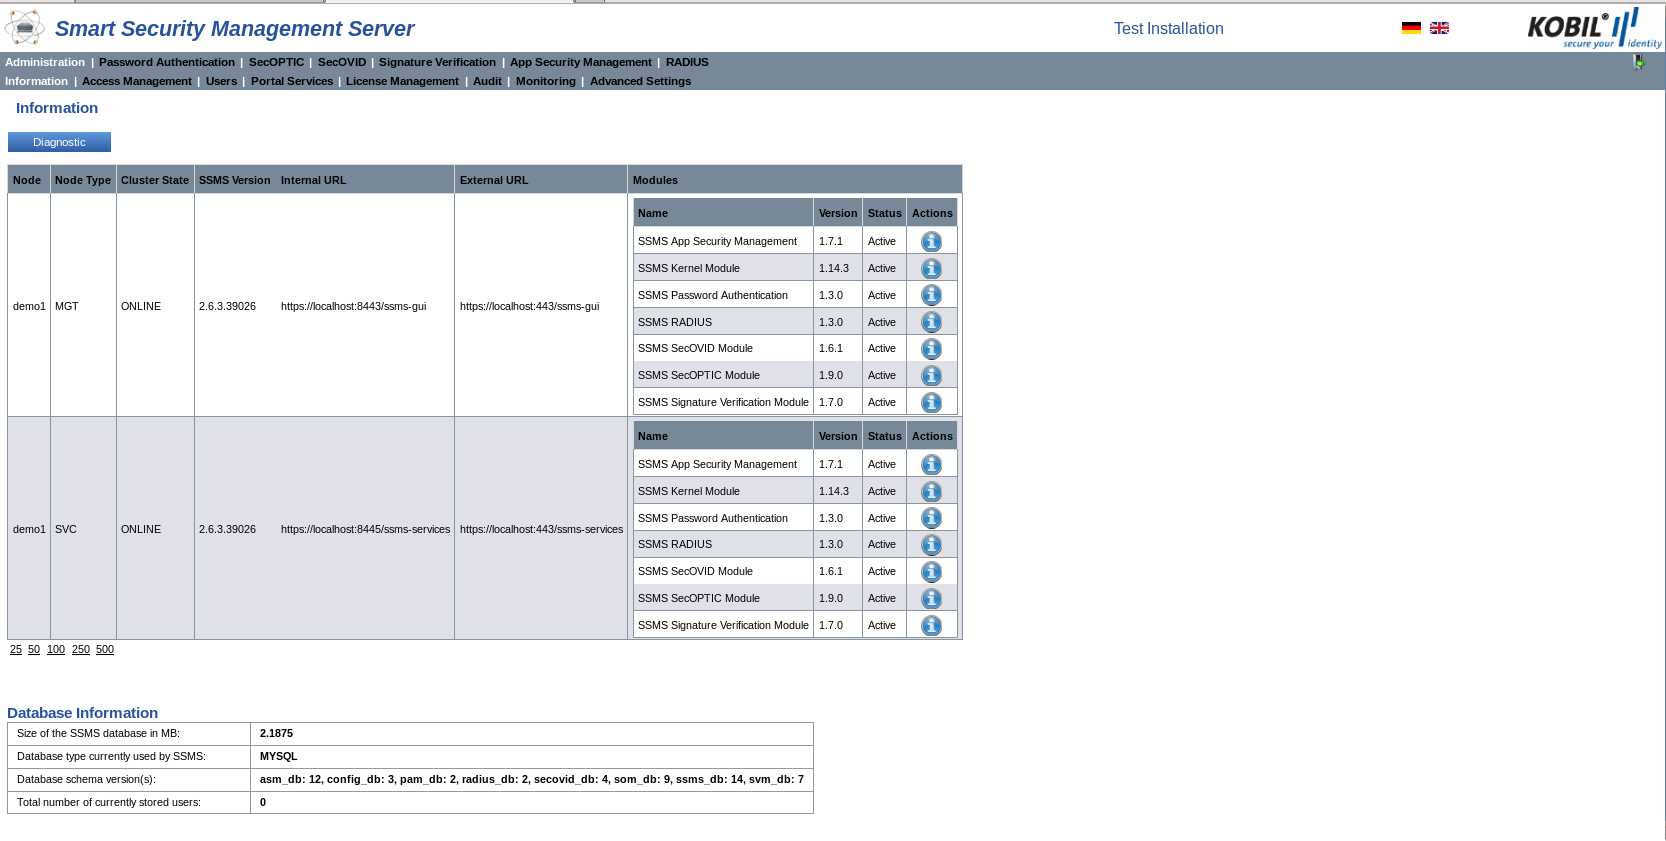 Smart Security Management Server
Test Installation
KOBIL®
secure your identity
Administration | Password Authentication | SecOPTIC | SecOVID | Signature Verification | App Security Management | RADIUS
Information | Access Management | Users | Portal Services | License Management | Audit | Monitoring | Advanced Settings
Information
Diagnostic
Node Node Type Cluster State SSMS Version Internal URL External URL Modules
Name Version Status Actions
SSMS App Security Management 1.7.1 Active
SSMS Kernel Module 1.14.3 Active
SSMS Password Authentication 1.3.0 Active
demo1 MGT ONLINE 2.6.3.39026 https://localhost:8443/ssms-gui https://localhost:443/ssms-gui
SSMS RADIUS 1.3.0 Active
SSMS SecOVID Module 1.6.1 Active
SSMS SecOPTIC Module 1.9.0 Active
SSMS Signature Verification Module 1.7.0 Active
Name Version Status Actions
SSMS App Security Management 1.7.1 Active
SSMS Kernel Module 1.14.3 Active
SSMS Password Authentication 1.3.0 Active
demo1 SVC ONLINE 2.6.3.39026 https://localhost:8445/ssms-services https://localhost:443/ssms-services
SSMS RADIUS 1.3.0 Active
SSMS SecOVID Module 1.6.1 Active
SSMS SecOPTIC Module 1.9.0 Active
SSMS Signature Verification Module 1.7.0 Active
25 50 100 250 500
Database Information
Size of the SSMS database in MB: 2.1875
Database type currently used by SSMS: MYSQL
Database schema version(s): asm_db: 12, config_db: 3, pam_db: 2, radius_db: 2, secovid_db: 4, som_db: 9, ssms_db: 14, svm_db: 7
Total number of currently stored users: 0